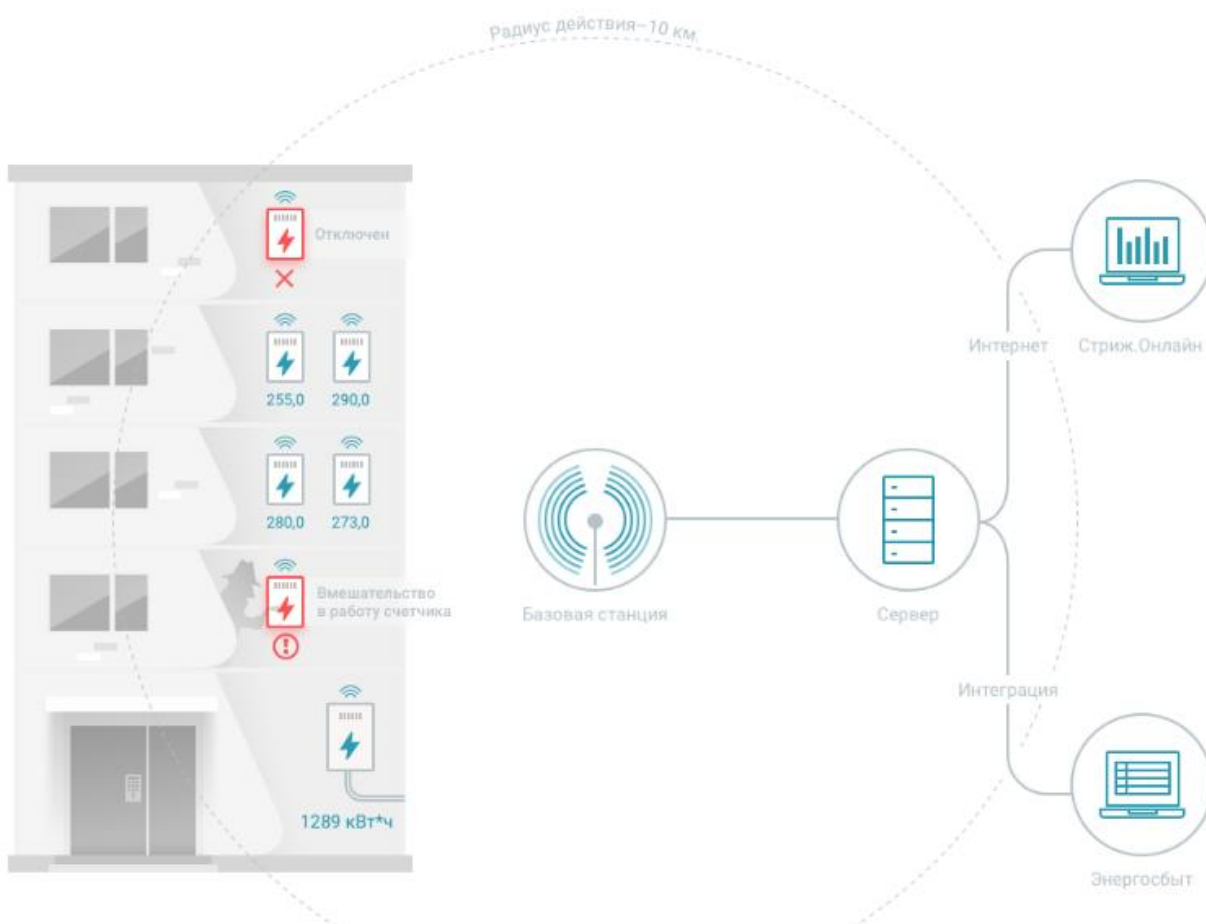 Радиус действия–10 км.
Отключен
255,0
290,0
280,0
273,0
Вмешательство
в работу счетчика
1289 кВт*ч
Базовая станция
Сервер
Интернет
Стриж.Онлайн
Интеграция
Энергосбыт